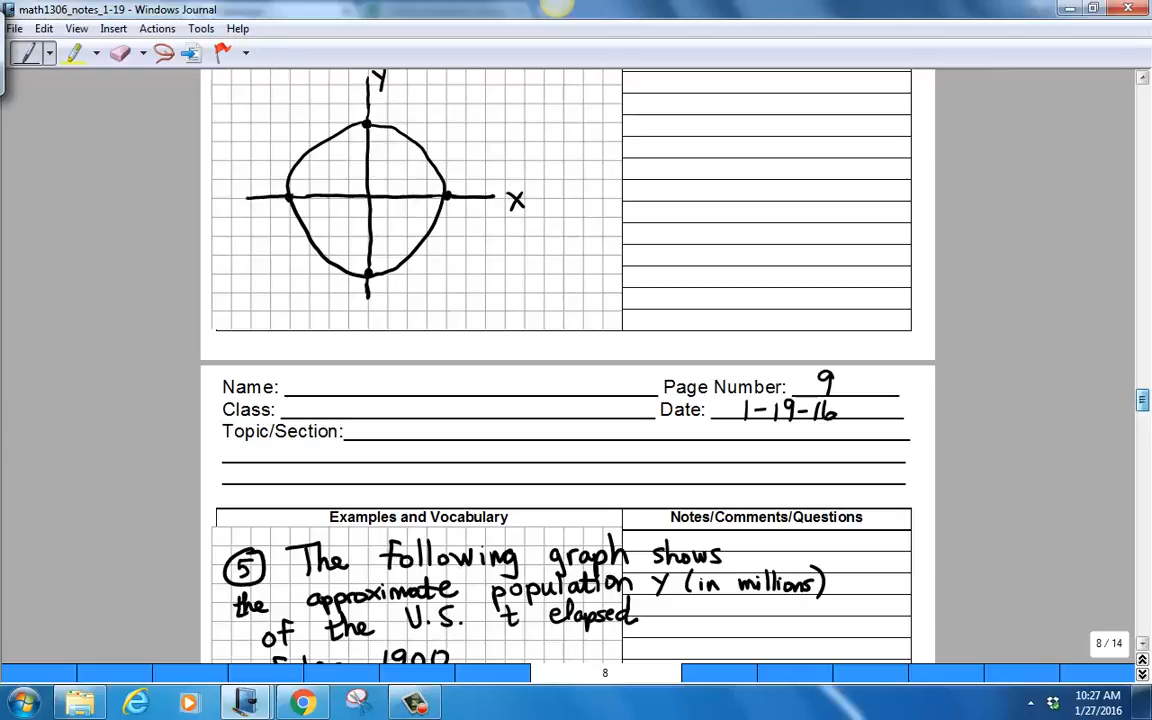 math1306_notes_1-19 - Windows Journal
File Edit View Insert Actions Tools Help
y
x
Name: Page Number: 9
Class: Date: 1-19-16
Topic/Section:
Examples and Vocabulary Notes/Comments/Questions
5 The following graph shows
the approximate population y (in millions)
of the U.S. t elapsed
1900
8 / 14
8
10:27 AM
1/27/2016